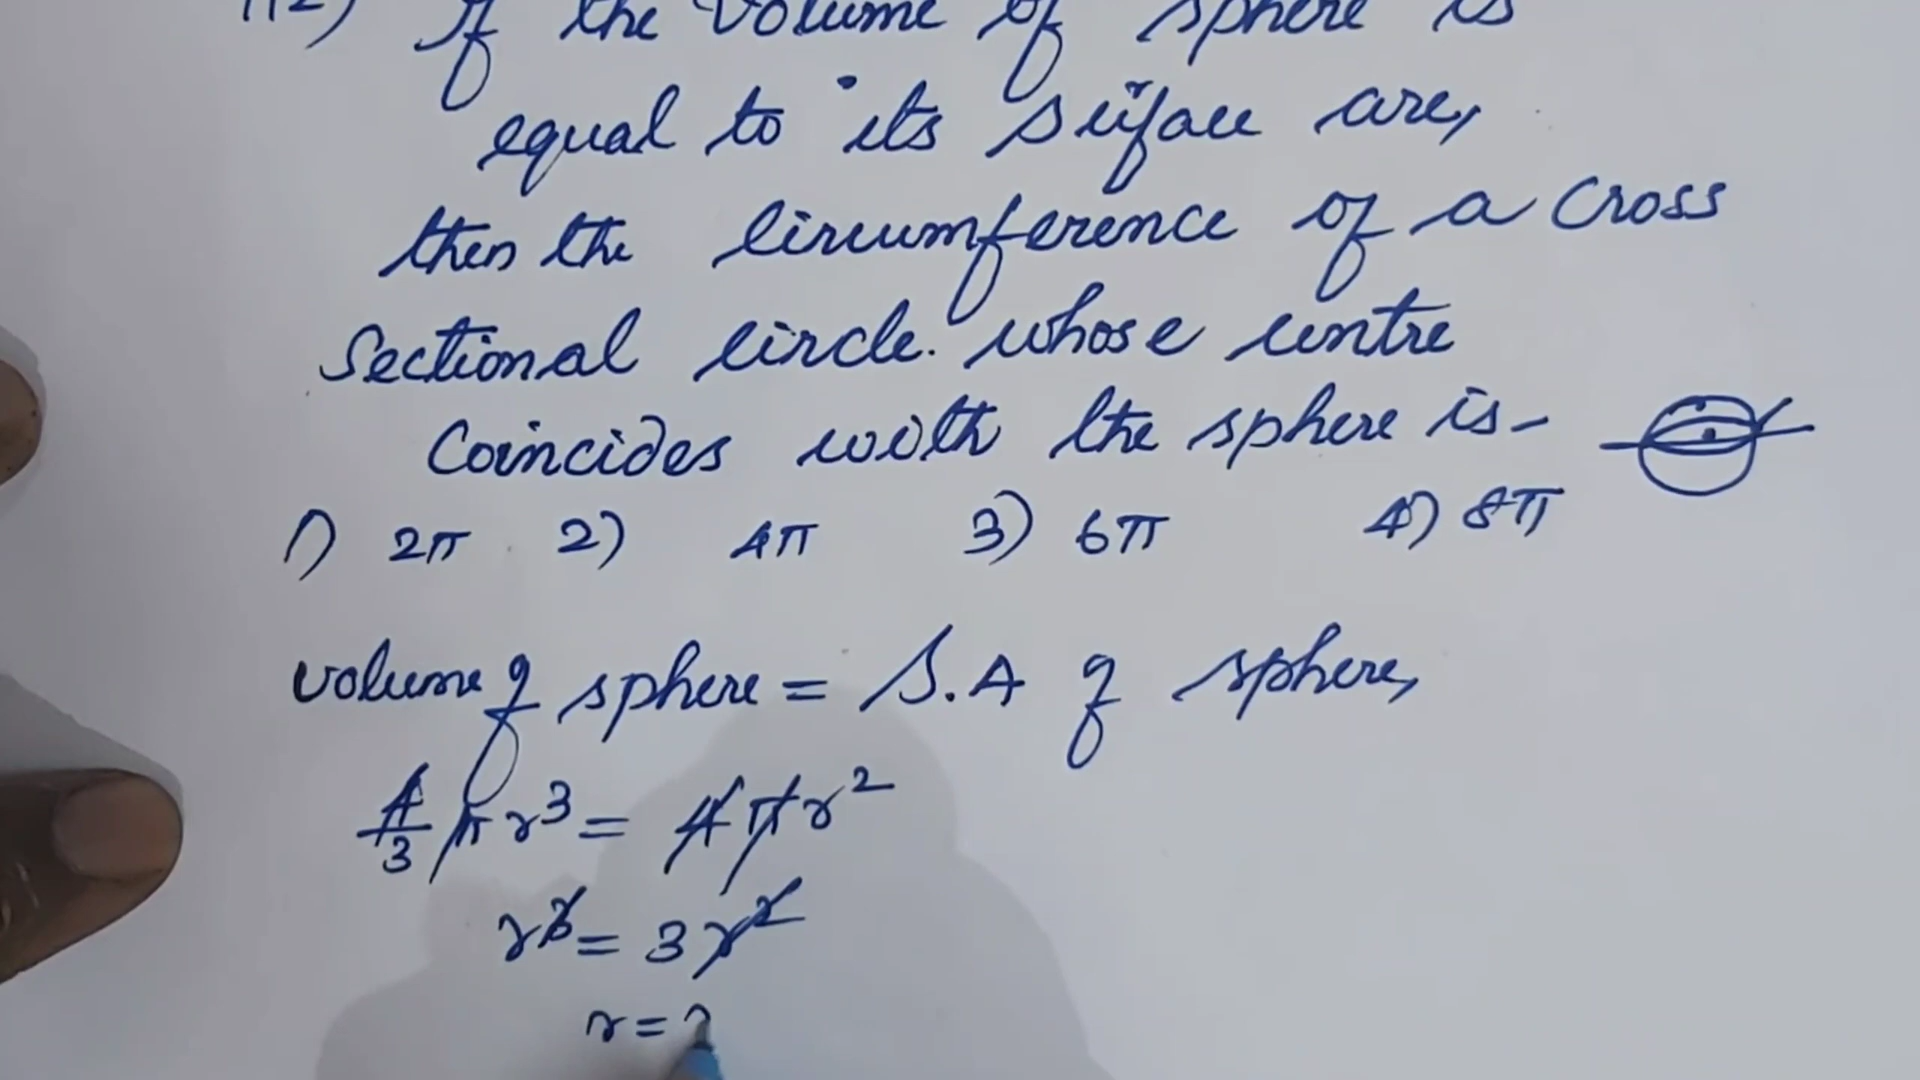 If the Volume of sphere is
equal to its surface are,
then the circumference of a cross
Sectional circle. whose centre
Coincides with the sphere is-
1) 2π 2) 4π 3) 6π 4) 8π
volume of sphere = S.A of sphere,
4/3 πr³ = 4πr²
r³ = 3r²
r =